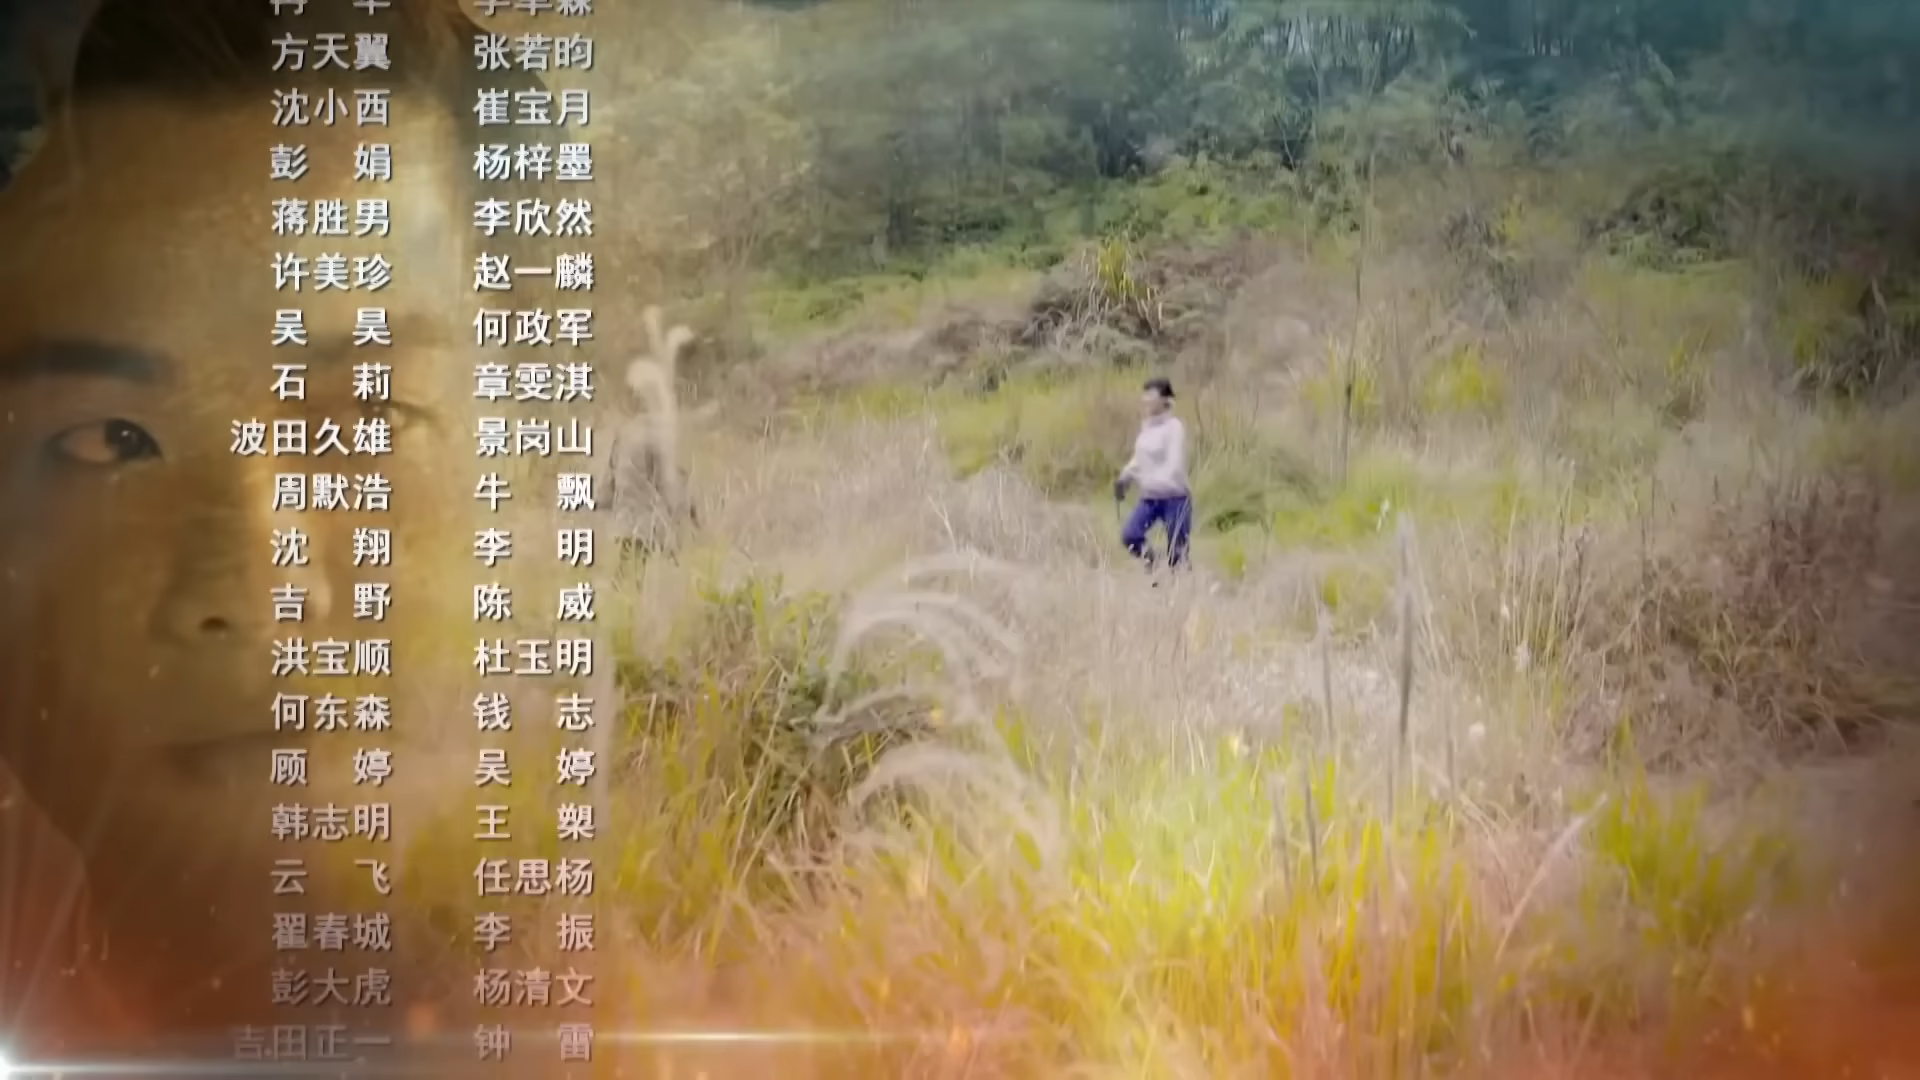 方天翼 张若昀
沈小西 崔宝月
彭娟 杨梓墨
蒋胜男 李欣然
许美珍 赵一麟
吴昊 何政军
石莉 章雯淇
波田久雄 景岗山
周默浩 牛飘
沈翔 李明
吉野 陈威
洪宝顺 杜玉明
何东森 钱志
顾婷 吴婷
韩志明 王槊
云飞 任思杨
翟春城 李振
彭大虎 杨清文
吉田正一 钟雷